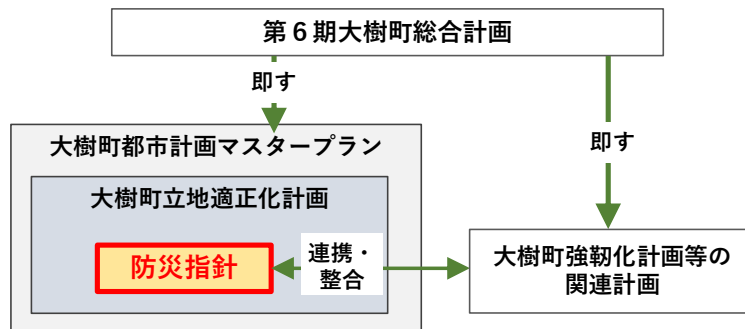 第６期大樹町総合計画
即す
即す
大樹町都市計画マスタープラン
大樹町立地適正化計画
防災指針
連携・
整合
大樹町強靭化計画等の
関連計画